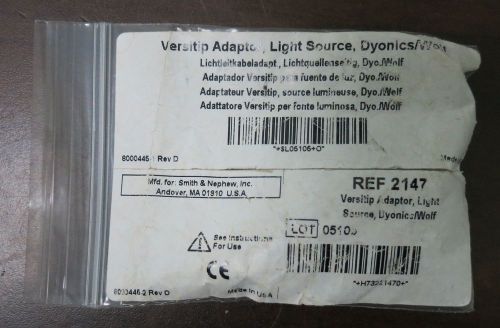 Versitip Adaptor, Light Source, Dyonics/Wolf
Lichtleitkabeladapt., Lichtquellenseitig, Dyo./Wolf
Adaptador Versitip para fuente de luz, Dyo./Wolf
Adaptateur Versitip, source lumineuse, Dyo./Wolf
Adattatore Versitip per fonte luminosa, Dyo./Wolf
8000445-1 Rev D
Mfd. for: Smith & Nephew, Inc.
Andover, MA 01810 U.S.A.
REF 2147
Versitip Adaptor, Light
Source, Dyonics/Wolf
LOT
See Instructions
For Use
CE
8000445-2 Rev D
Made in U.S.A